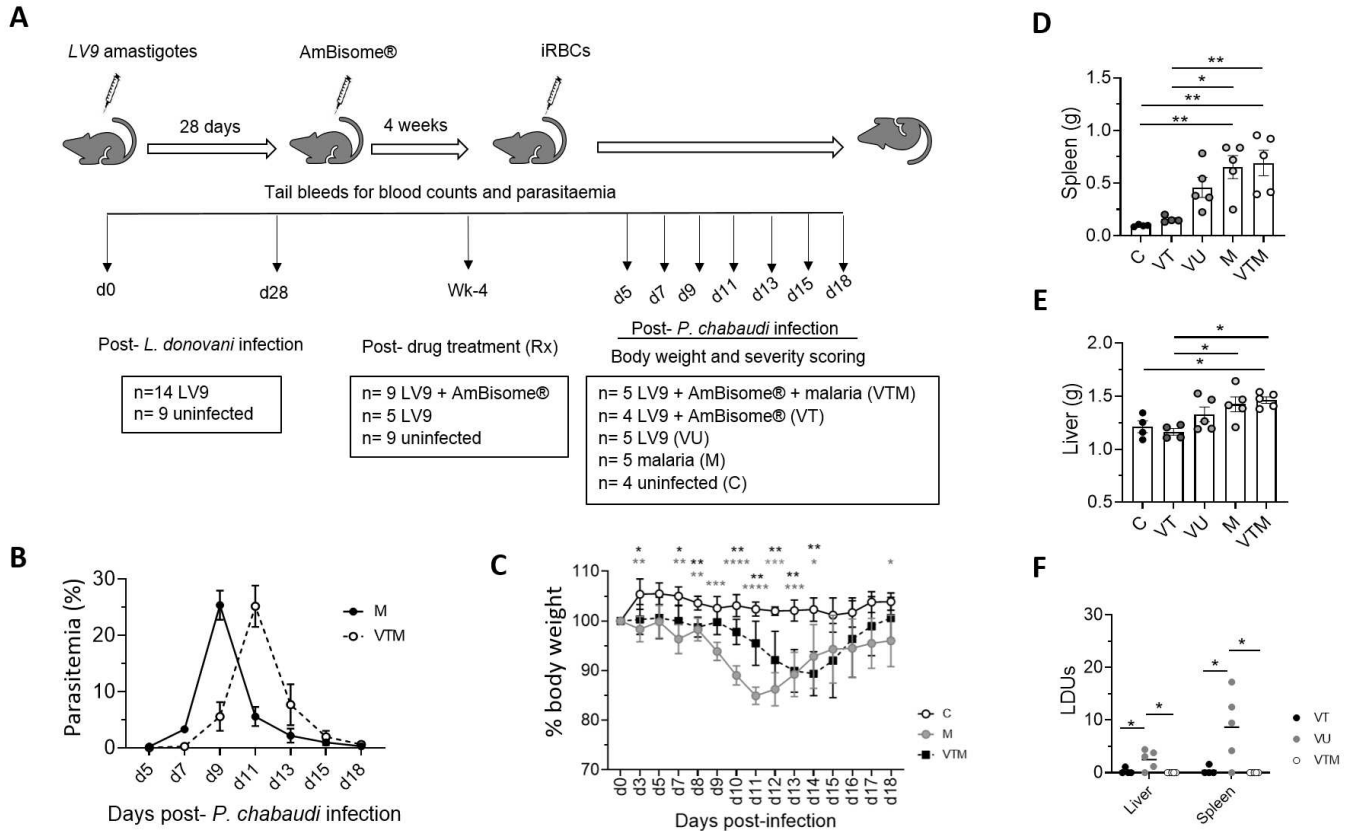 A
LV9 amastigotes
AmBisome®
iRBCs
28 days
4 weeks
Tail bleeds for blood counts and parasitaemia
d0
d28
Wk-4
d5
d7
d9
d11
d13
d15
d18
Post- L. donovani infection
Post- drug treatment (Rx)
Post- P. chabaudi infection
Body weight and severity scoring
n=14 LV9
n= 9 uninfected
n= 9 LV9 + AmBisome®
n= 5 LV9
n= 9 uninfected
n= 5 LV9 + AmBisome® + malaria (VTM)
n= 4 LV9 + AmBisome® (VT)
n= 5 LV9 (VU)
n= 5 malaria (M)
n= 4 uninfected (C)
B
Parasitemia (%)
30
20
10
0
d5
d7
d9
d11
d13
d15
d18
Days post- P. chabaudi infection
M
VTM
C
% body weight
110
100
90
80
70
* * ** ** ** ** ** **
** ** ** *** **** **** *** *** * *
d0
d3
d5
d7
d8
d9
d10
d11
d12
d13
d14
d15
d16
d17
d18
Days post-infection
C
M
VTM
D
Spleen (g)
1.5
1.0
0.5
0.0
**
*
**
**
C
VT
VU
M
VTM
E
Liver (g)
2.0
1.5
1.0
0.5
*
*
*
C
VT
VU
M
VTM
F
LDUs
30
20
10
0
*
*
*
*
Liver
Spleen
VT
VU
VTM